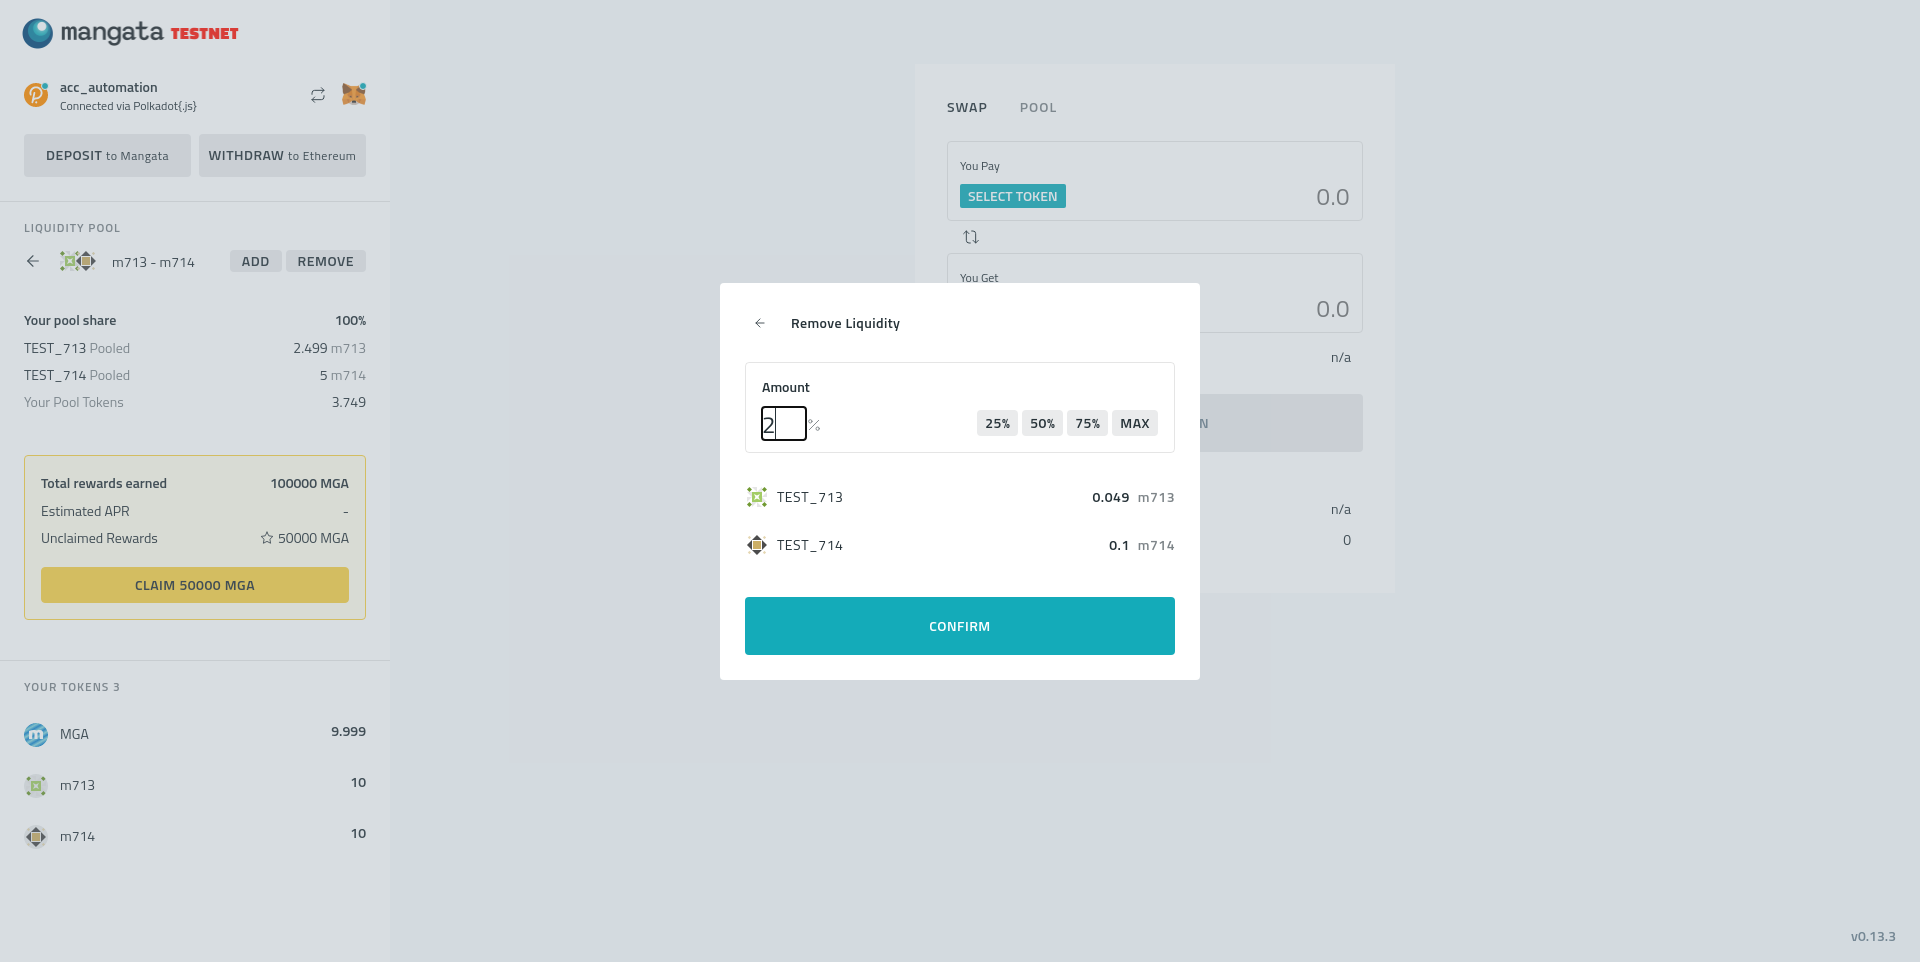 mangata TESTNET
acc_automation
Connected via Polkadot{.js}
DEPOSIT to Mangata
WITHDRAW to Ethereum
LIQUIDITY POOL
m713 - m714
ADD
REMOVE
Your pool share 100%
TEST_713 Pooled 2.499 m713
TEST_714 Pooled 5 m714
Your Pool Tokens 3.749
Total rewards earned 100000 MGA
Estimated APR -
Unclaimed Rewards 50000 MGA
CLAIM 50000 MGA
YOUR TOKENS 3
MGA 9.999
m713 10
m714 10
SWAP POOL
You Pay
SELECT TOKEN 0.0
You Get
0.0
n/a
N
n/a
0
Remove Liquidity
Amount
2 %
25% 50% 75% MAX
TEST_713 0.049 m713
TEST_714 0.1 m714
CONFIRM
v0.13.3